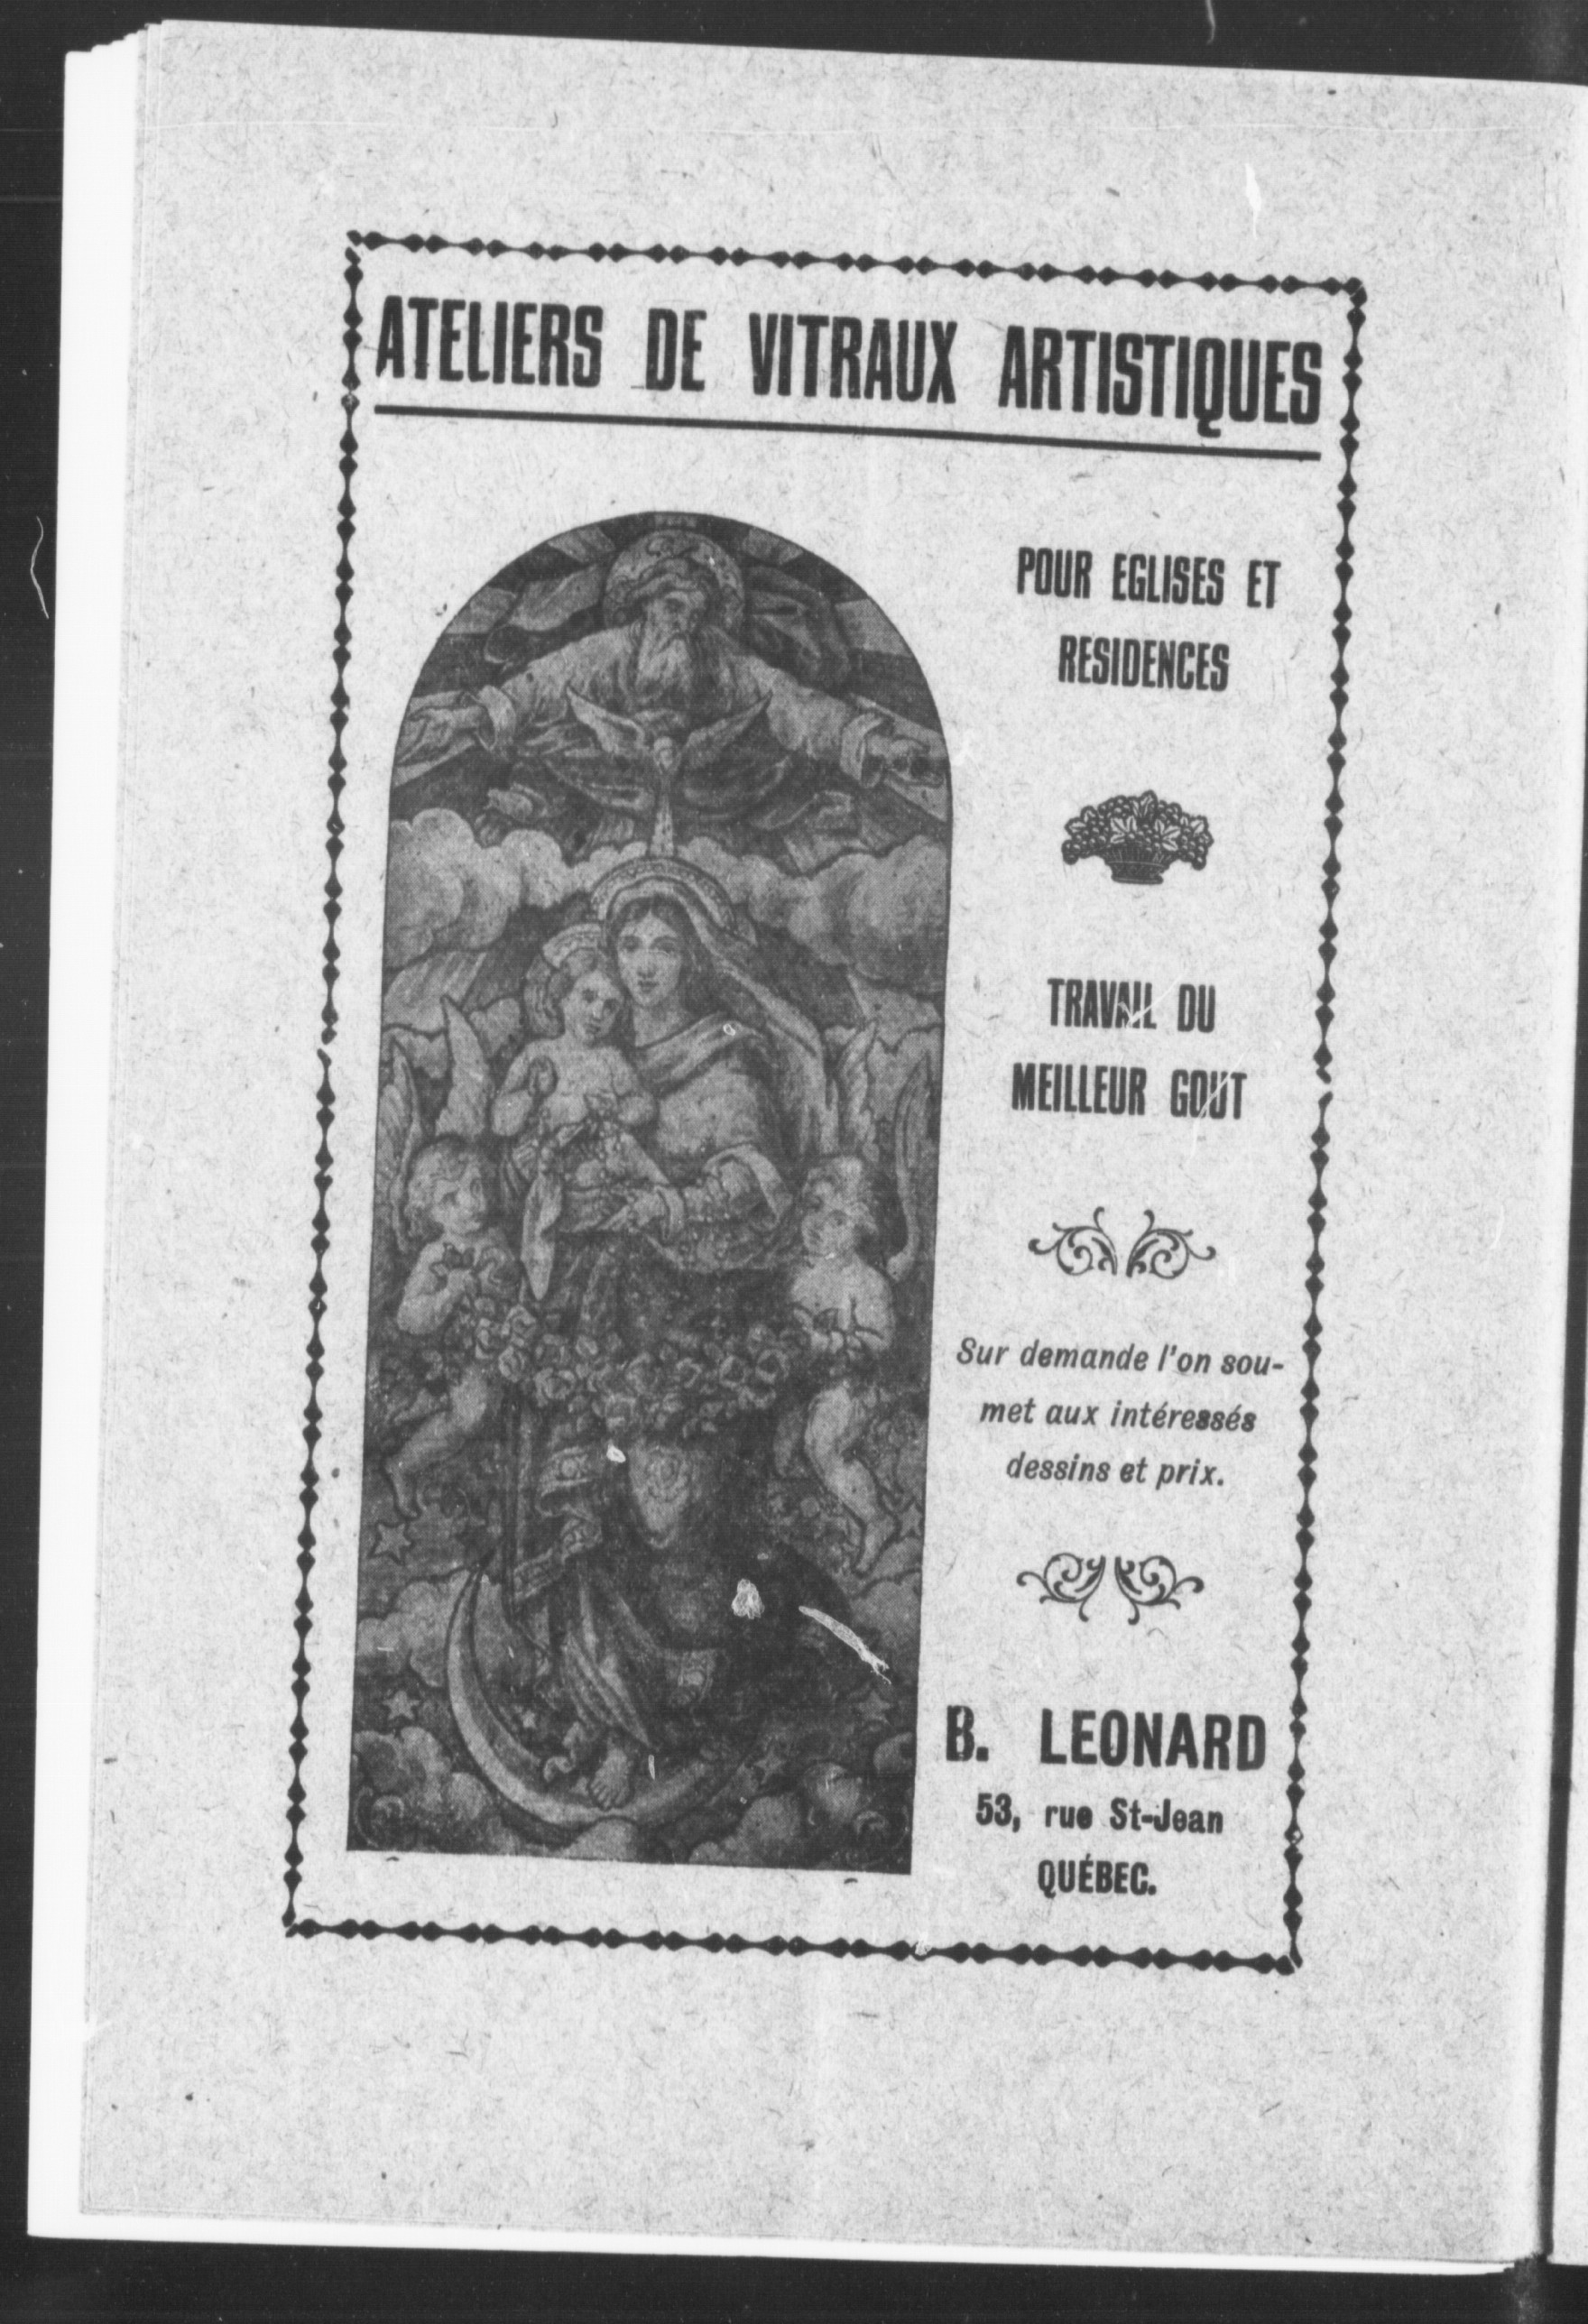 ATELIERS DE VITRAUX ARTISTIQUES
POUR EGLISES ET
RESIDENCES
TRAVAIL DU
MEILLEUR GOUT
Sur demande l'on sou-
met aux intéressés
dessins et prix.
B. LEONARD
53, rue St-Jean
QUÉBEC.